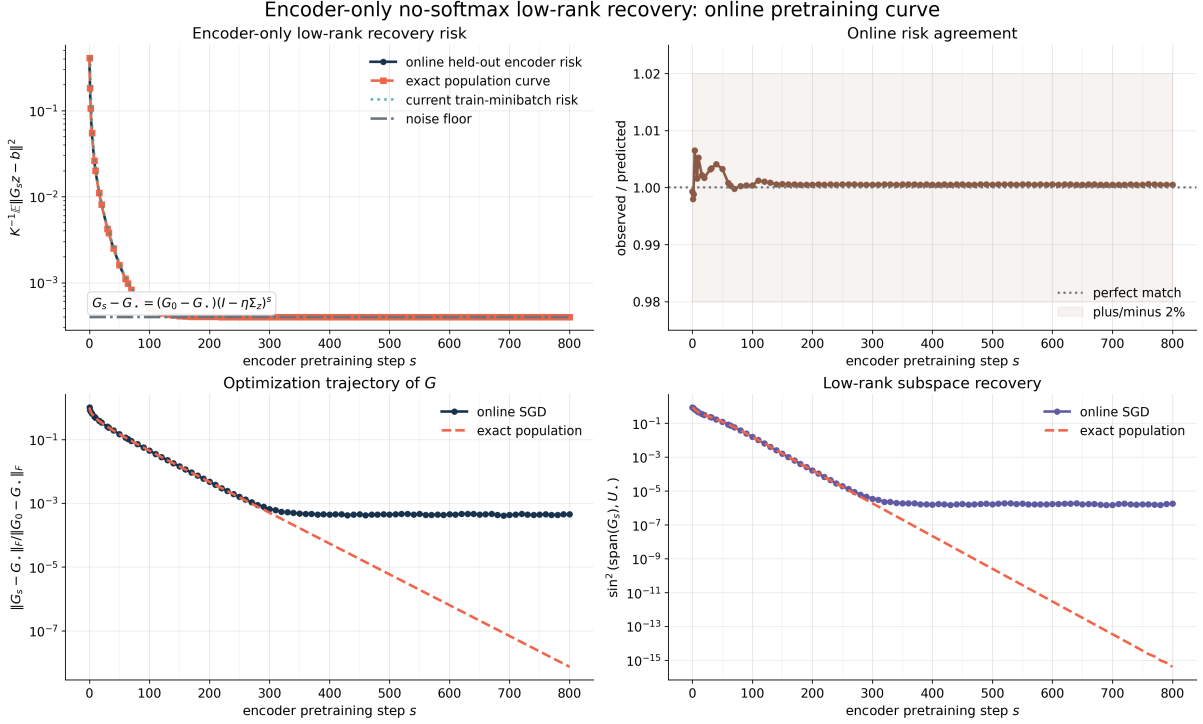 Encoder-only no-softmax low-rank recovery: online pretraining curve
Encoder-only low-rank recovery risk
K⁻¹𝔼‖Gₛz − b‖²
10⁻¹
10⁻²
10⁻³
online held-out encoder risk
exact population curve
current train-minibatch risk
noise floor
Gₛ − G⋆ = (G₀ − G⋆)(I − ηΣ_z)ˢ
0 100 200 300 400 500 600 700 800
encoder pretraining step s
Online risk agreement
observed / predicted
1.02
1.01
1.00
0.99
0.98
perfect match
plus/minus 2%
0 100 200 300 400 500 600 700 800
encoder pretraining step s
Optimization trajectory of G
‖Gₛ − G⋆‖_F/‖G₀ − G⋆‖_F
10⁻¹
10⁻³
10⁻⁵
10⁻⁷
online SGD
exact population
0 100 200 300 400 500 600 700 800
encoder pretraining step s
Low-rank subspace recovery
sin² (span(Gₛ), U⋆)
10⁻¹
10⁻³
10⁻⁵
10⁻⁷
10⁻⁹
10⁻¹¹
10⁻¹³
10⁻¹⁵
online SGD
exact population
0 100 200 300 400 500 600 700 800
encoder pretraining step s